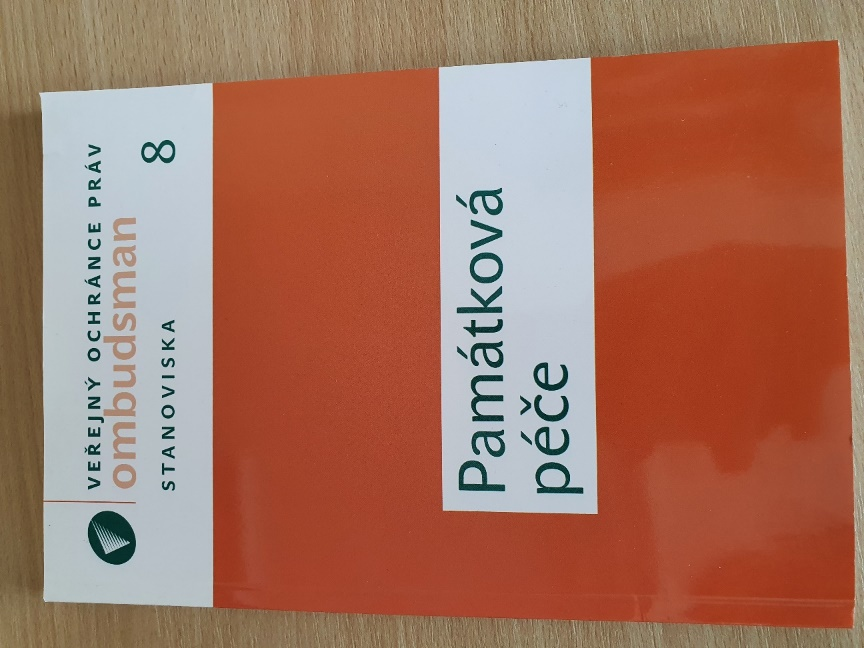 VEŘEJNÝ OCHRÁNCE PRÁV
ombudsman
STANOVISKA 8
Památková
péče